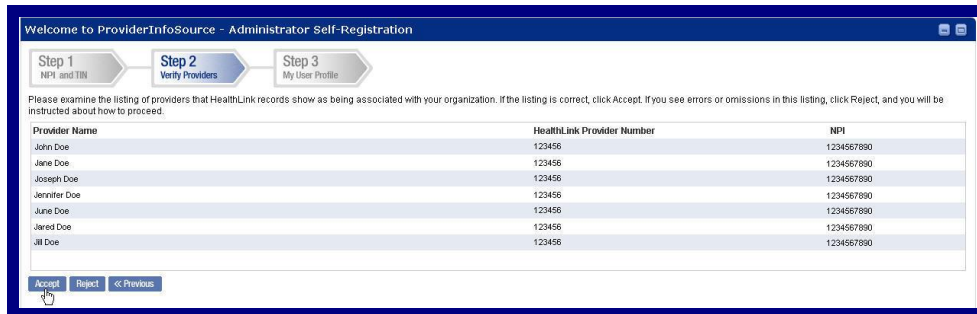 Welcome to ProviderInfoSource - Administrator Self-Registration
Step 1
NPI and TIN
Step 2
Verify Providers
Step 3
My User Profile
Please examine the listing of providers that HealthLink records show as being associated with your organization. If the listing is correct, click Accept. If you see errors or omissions in this listing, click Reject, and you will be
instructed about how to proceed.
Provider Name HealthLink Provider Number NPI
John Doe 123456 1234567890
Jane Doe 123456 1234567890
Joseph Doe 123456 1234567890
Jennifer Doe 123456 1234567890
June Doe 123456 1234567890
Jared Doe 123456 1234567890
Jill Doe 123456 1234567890
Accept Reject << Previous